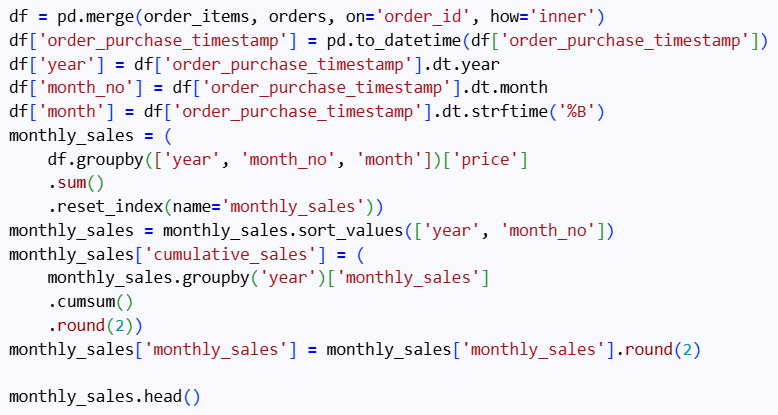 df = pd.merge(order_items, orders, on='order_id', how='inner')
df['order_purchase_timestamp'] = pd.to_datetime(df['order_purchase_timestamp'])
df['year'] = df['order_purchase_timestamp'].dt.year
df['month_no'] = df['order_purchase_timestamp'].dt.month
df['month'] = df['order_purchase_timestamp'].dt.strftime('%B')
monthly_sales = (
    df.groupby(['year', 'month_no', 'month'])['price']
    .sum()
    .reset_index(name='monthly_sales'))
monthly_sales = monthly_sales.sort_values(['year', 'month_no'])
monthly_sales['cumulative_sales'] = (
    monthly_sales.groupby('year')['monthly_sales']
    .cumsum()
    .round(2))
monthly_sales['monthly_sales'] = monthly_sales['monthly_sales'].round(2)

monthly_sales.head()